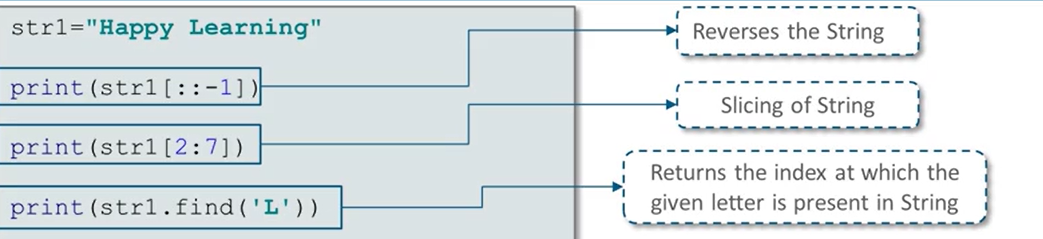 str1="Happy Learning"
Reverses the String
print(str1[::-1])
Slicing of String
print(str1[2:7])
Returns the index at which the
given letter is present in String
print(str1.find('L'))